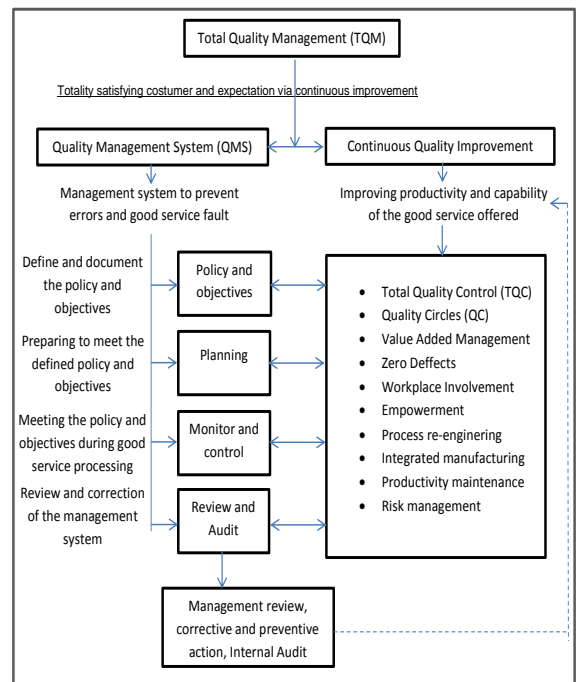 Total Quality Management (TQM)
Totality satisfying costumer and expectation via continuous improvement
Quality Management System (QMS)
Continuous Quality Improvement
Management system to prevent
errors and good service fault
Improving productivity and capability
of the good service offered
Define and document
the policy and
objectives
Policy and
objectives
Preparing to meet the
defined policy and
objectives
Planning
Meeting the policy and
objectives during good
service processing
Monitor and
control
Review and correction
of the management
system
Review and
Audit
• Total Quality Control (TQC)
• Quality Circles (QC)
• Value Added Management
• Zero Deffects
• Workplace Involvement
• Empowerment
• Process re-enginering
• Integrated manufacturing
• Productivity maintenance
• Risk management
Management review,
corrective and preventive
action, Internal Audit